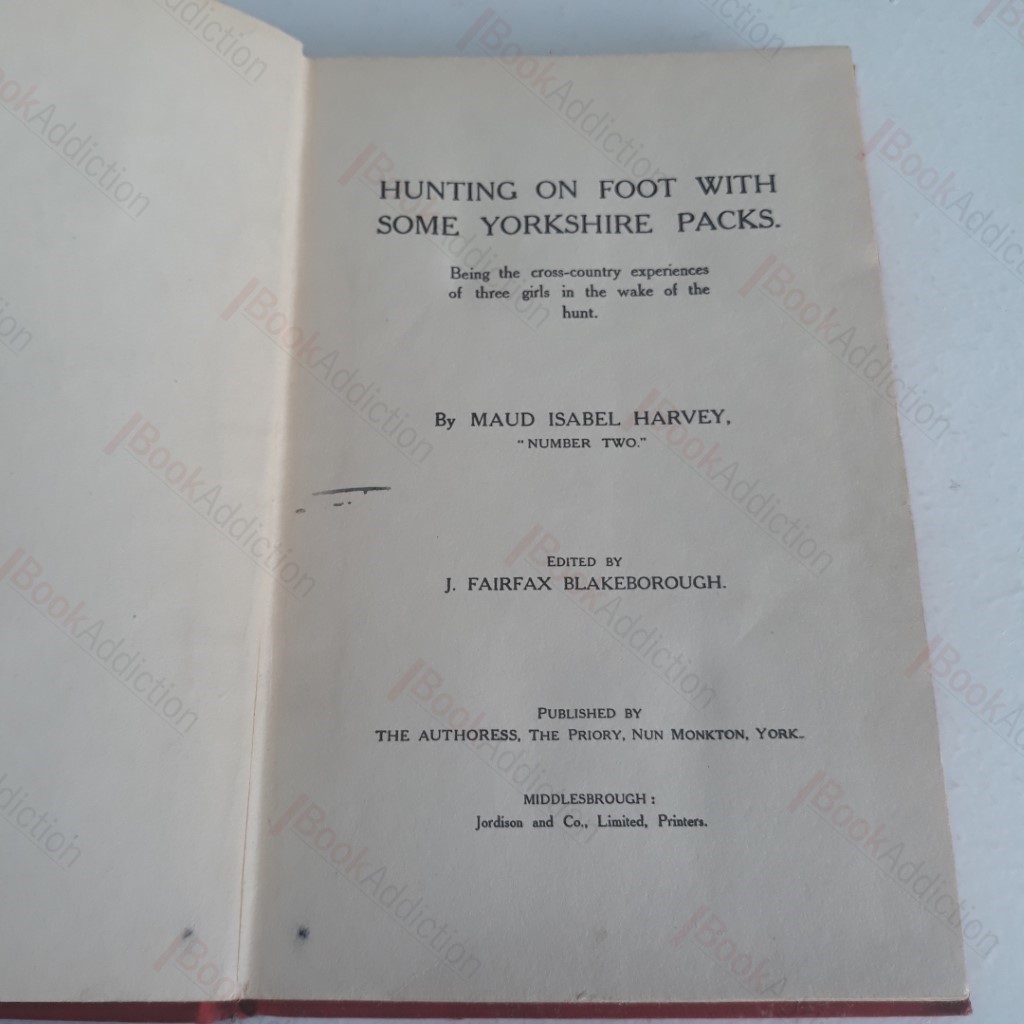 HUNTING ON FOOT WITH
SOME YORKSHIRE PACKS.
Being the cross-country experiences
of three girls in the wake of the
hunt.
By MAUD ISABEL HARVEY,
"NUMBER TWO."
EDITED BY
J. FAIRFAX BLAKEBOROUGH.
PUBLISHED BY
THE AUTHORESS, THE PRIORY, NUN MONKTON, YORK.
MIDDLESBROUGH:
Jordison and Co., Limited, Printers.
BookAddiction